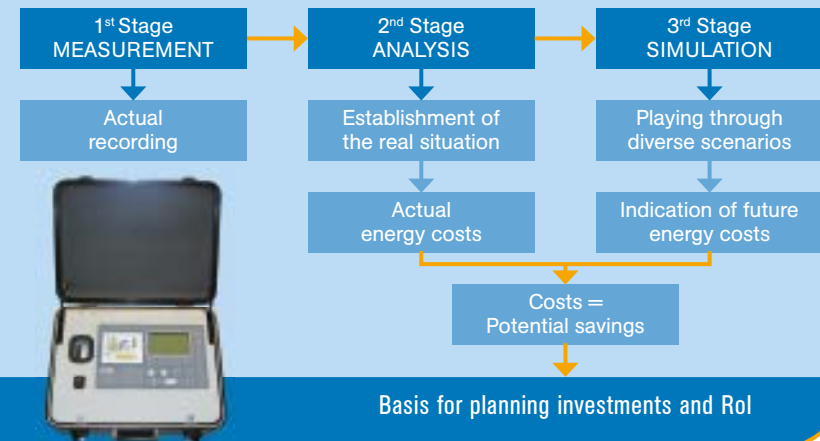 1st Stage
MEASUREMENT
2nd Stage
ANALYSIS
3rd Stage
SIMULATION
Actual
recording
Establishment of
the real situation
Playing through
diverse scenarios
Actual
energy costs
Indication of future
energy costs
Costs =
Potential savings
Basis for planning investments and RoI